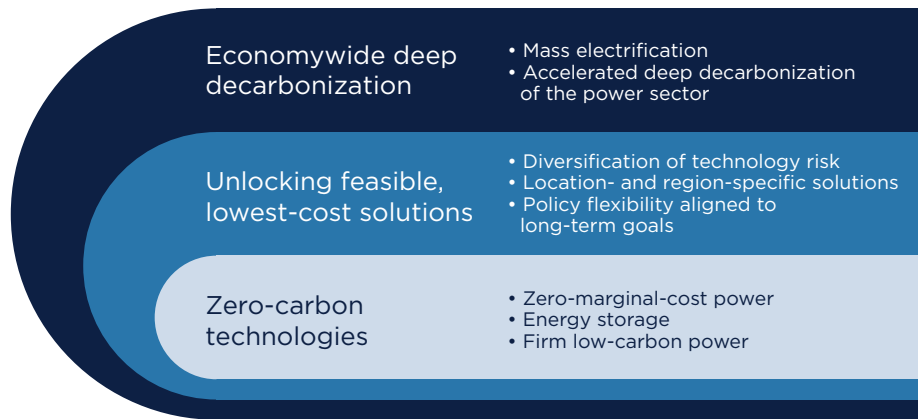 Economywide deep
decarbonization
• Mass electrification
• Accelerated deep decarbonization
of the power sector
Unlocking feasible,
lowest-cost solutions
• Diversification of technology risk
• Location- and region-specific solutions
• Policy flexibility aligned to
long-term goals
Zero-carbon
technologies
• Zero-marginal-cost power
• Energy storage
• Firm low-carbon power